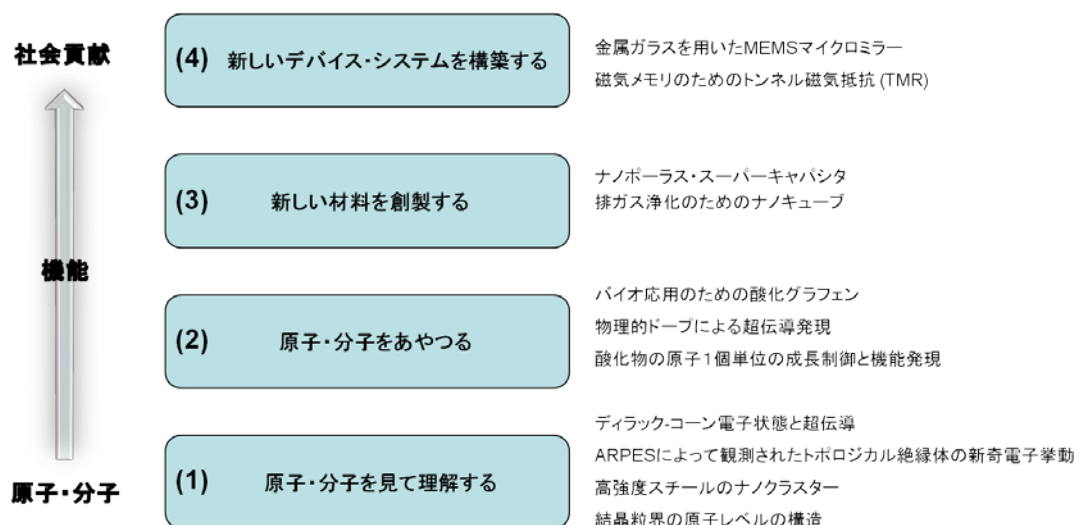 社会貢献
(4) 新しいデバイス・システムを構築する
金属ガラスを用いたMEMSマイクロミラー
磁気メモリのためのトンネル磁気抵抗 (TMR)
(3) 新しい材料を創製する
ナノポーラス・スーパーキャパシタ
排ガス浄化のためのナノキューブ
機能
(2) 原子・分子をあやつる
バイオ応用のための酸化グラフェン
物理的ドープによる超伝導発現
酸化物の原子1個単位の成長制御と機能発現
原子・分子
(1) 原子・分子を見て理解する
ディラック-コーン電子状態と超伝導
ARPESによって観測されたトポロジカル絶縁体の新奇電子挙動
高強度スチールのナノクラスター
結晶粒界の原子レベルの構造